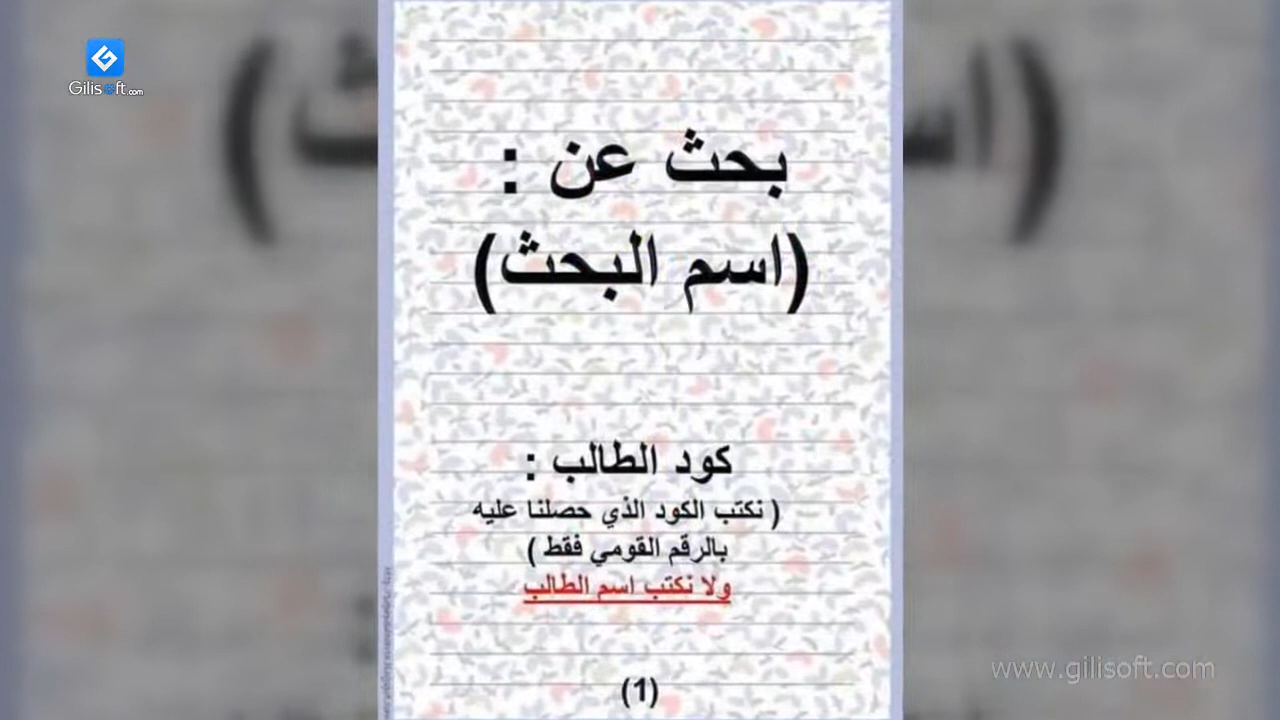 Gilisoft.com
بحث عن :
(اسم البحث)
كود الطالب :
( نكتب الكود الذي حصلنا عليه
بالرقم القومي فقط )
ولا نكتب اسم الطالب
(1)
www.gilisoft.com